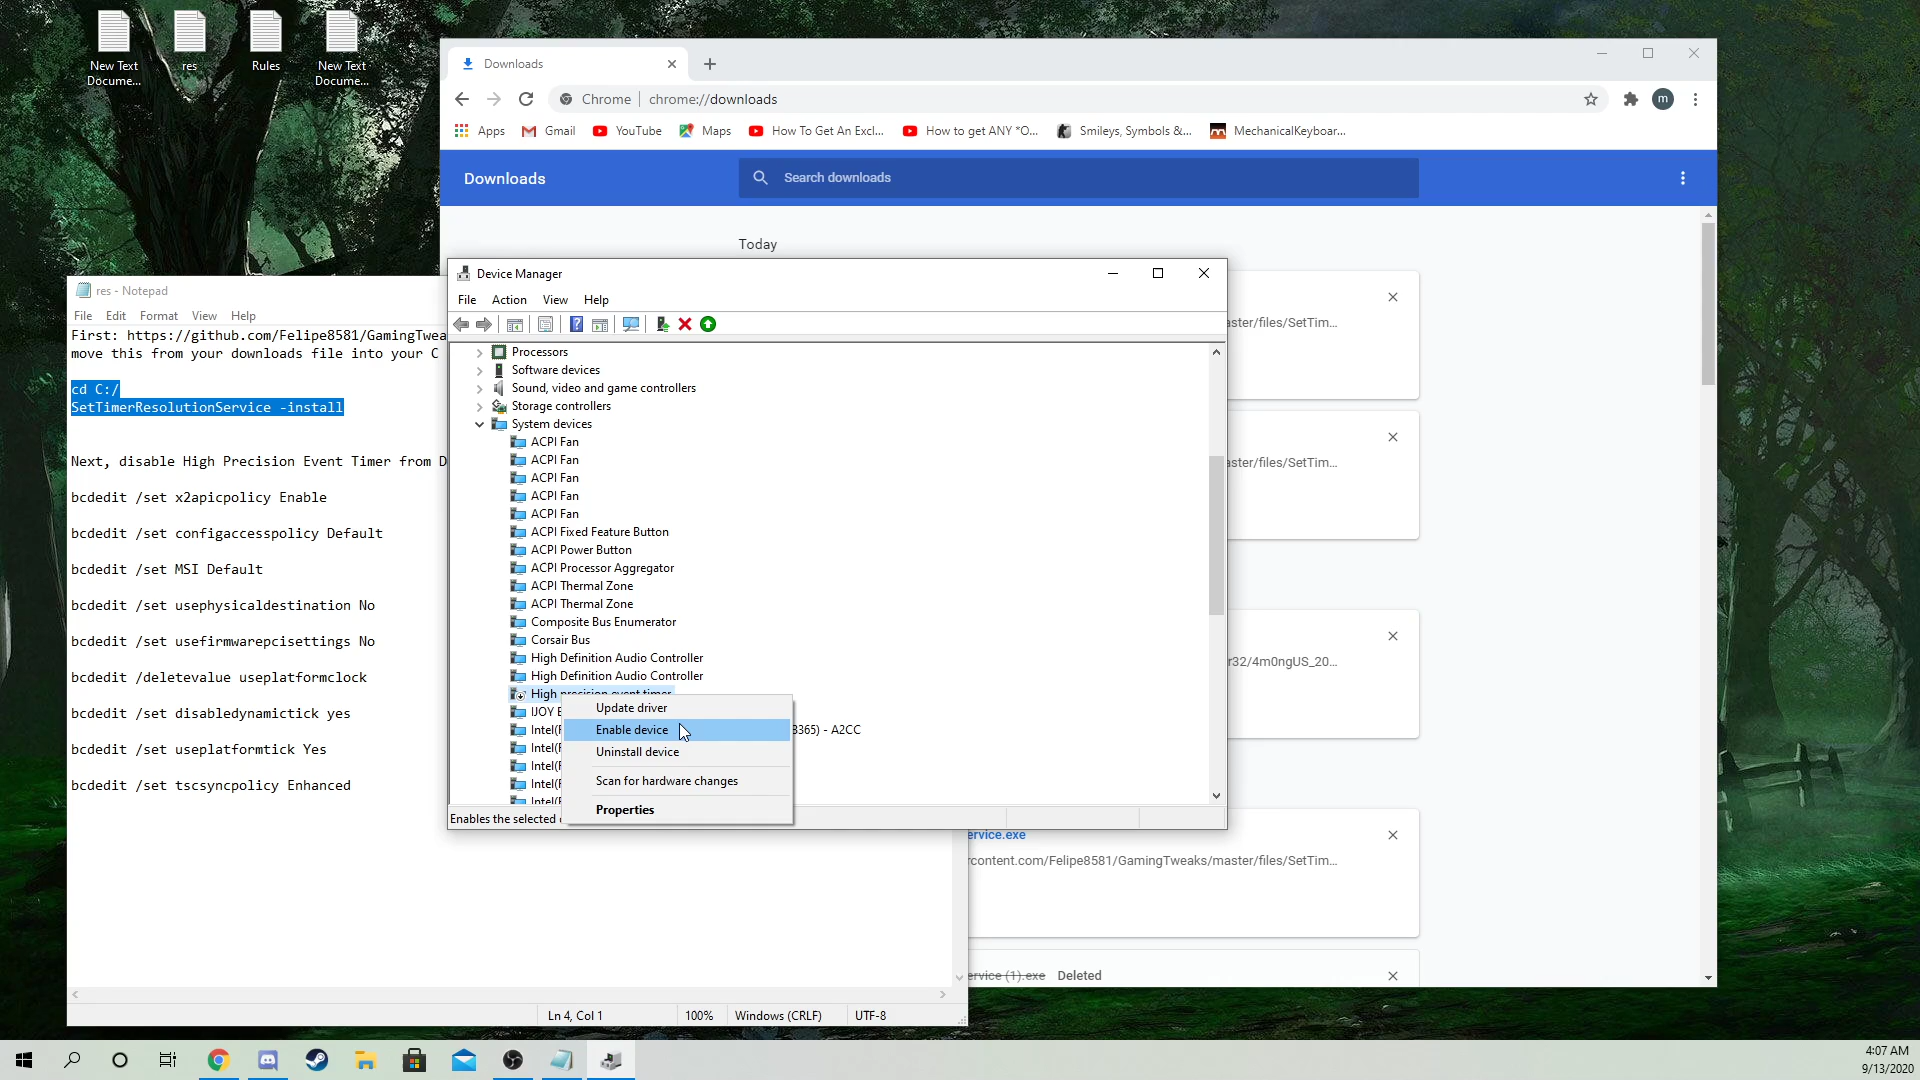 New Text
Docume...
res
Rules
New Text
Docume...
Downloads
Chrome
chrome://downloads
m
Apps
Gmail
YouTube
Maps
How To Get An Excl...
How to get ANY *O...
Smileys, Symbols &...
MechanicalKeyboar...
Downloads
Search downloads
Today
aster/files/SetTim...
aster/files/SetTim...
r32/4m0ngUS_20...
ervice.exe
rcontent.com/Felipe8581/GamingTweaks/master/files/SetTim...
ervice (1).exe Deleted
res - Notepad
File Edit Format View Help
First: https://github.com/Felipe8581/GamingTwea
move this from your downloads file into your C
cd C:/
SetTimerResolutionService -install
Next, disable High Precision Event Timer from D
bcdedit /set x2apicpolicy Enable
bcdedit /set configaccesspolicy Default
bcdedit /set MSI Default
bcdedit /set usephysicaldestination No
bcdedit /set usefirmwarepcisettings No
bcdedit /deletevalue useplatformclock
bcdedit /set disabledynamictick yes
bcdedit /set useplatformtick Yes
bcdedit /set tscsyncpolicy Enhanced
Ln 4, Col 1
100%
Windows (CRLF)
UTF-8
Device Manager
File Action View Help
Processors
Software devices
Sound, video and game controllers
Storage controllers
System devices
ACPI Fan
ACPI Fan
ACPI Fan
ACPI Fan
ACPI Fan
ACPI Fixed Feature Button
ACPI Power Button
ACPI Processor Aggregator
ACPI Thermal Zone
ACPI Thermal Zone
Composite Bus Enumerator
Corsair Bus
High Definition Audio Controller
High Definition Audio Controller
High precision event timer
IJOY
Intel(
B365) - A2CC
Intel(
Intel(
Intel(
Intel(
Update driver
Enable device
Uninstall device
Scan for hardware changes
Properties
Enables the selected
4:07 AM
9/13/2020